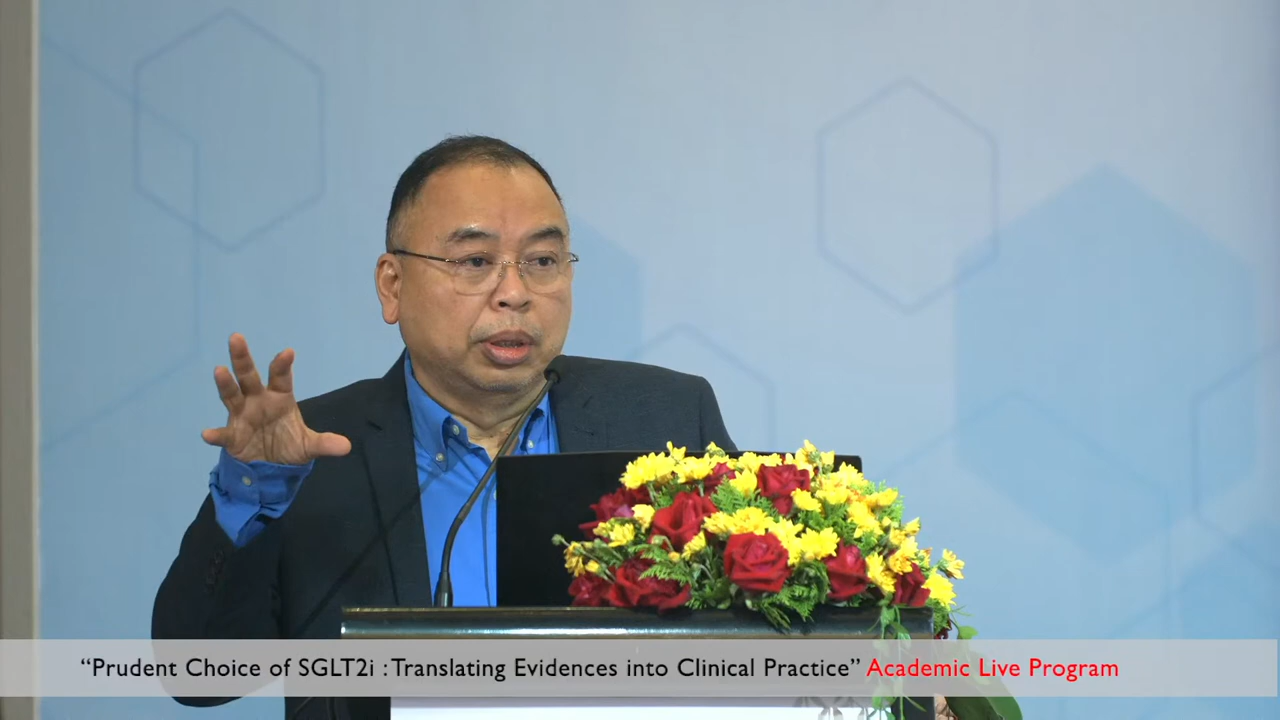 “Prudent Choice of SGLT2i : Translating Evidences into Clinical Practice” Academic Live Program